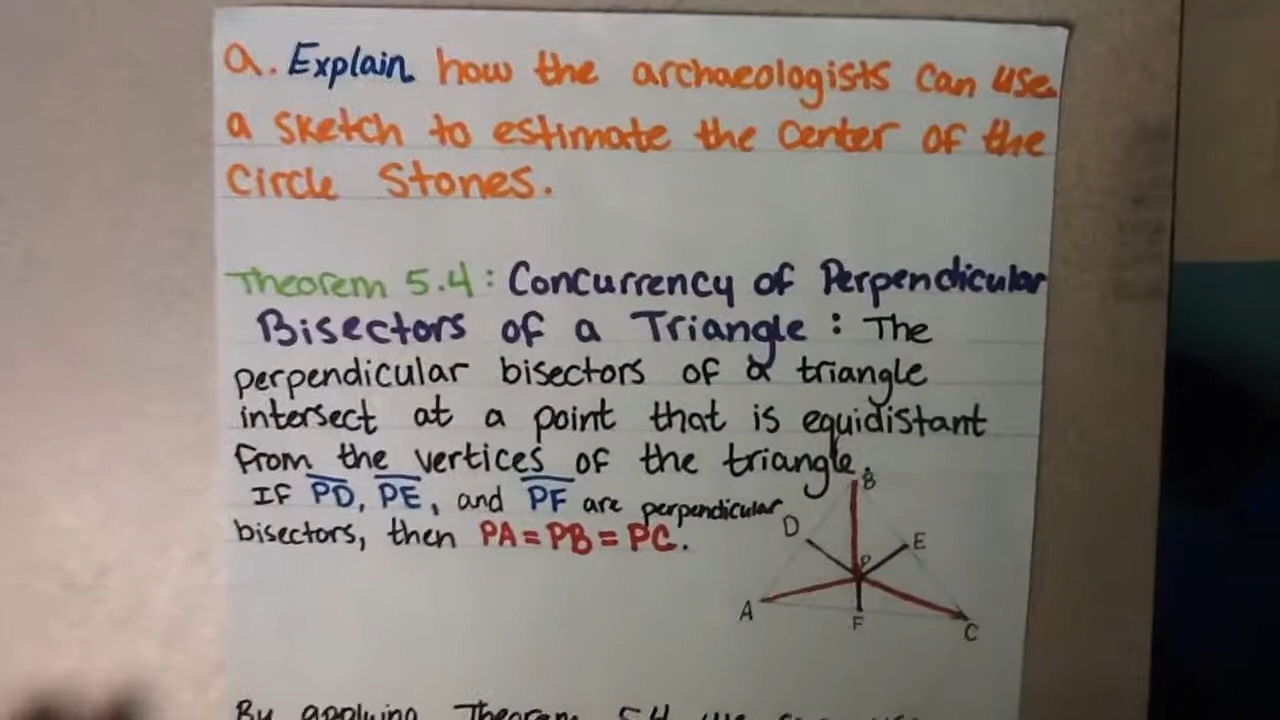 a. Explain how the archaeologists can use
a sketch to estimate the center of the
Circle Stones.
Theorem 5.4: Concurrency of Perpendicular
Bisectors of a Triangle: The
perpendicular bisectors of a triangle
intersect at a point that is equidistant
from the vertices of the triangle.
If PD, PE, and PF are perpendicular
bisectors, then PA = PB = PC.
B
D
E
P
A
F
C
By applying Theorem 5.4